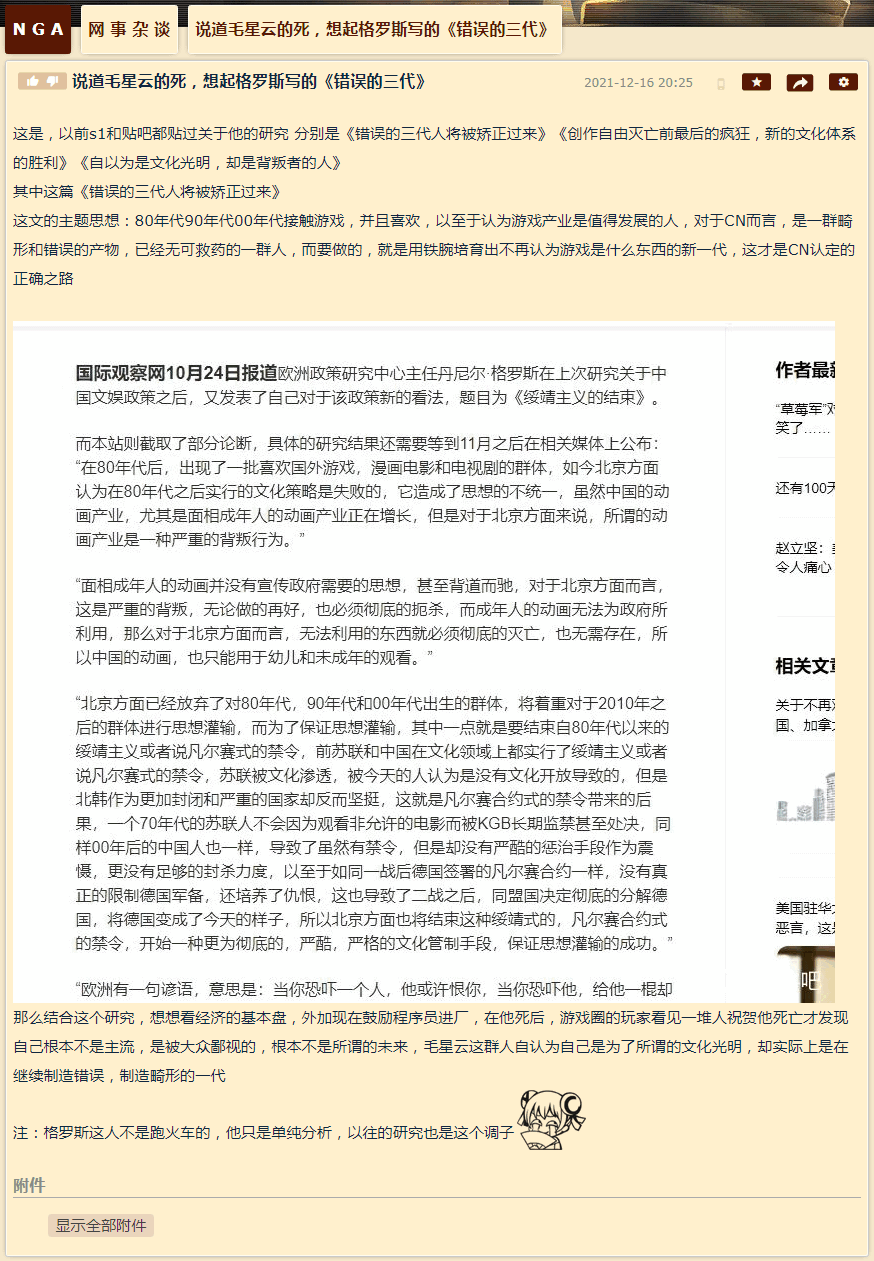 NGA 网事杂谈 说道毛星云的死，想起格罗斯写的《错误的三代》
说道毛星云的死，想起格罗斯写的《错误的三代》 2021-12-16 20:25
这是，以前s1和贴吧都贴过关于他的研究 分别是《错误的三代人将被矫正过来》《创作自由灭亡前最后的疯狂，新的文化体系
的胜利》《自以为是文化光明，却是背叛者的人》
其中这篇《错误的三代人将被矫正过来》
这文的主题思想：80年代90年代00年代接触游戏，并且喜欢，以至于认为游戏产业是值得发展的人，对于CN而言，是一群畸
形和错误的产物，已经无可救药的一群人，而要做的，就是用铁腕培育出不再认为游戏是什么东西的新一代，这才是CN认定的
正确之路
国际观察网10月24日报道欧洲政策研究中心主任丹尼尔·格罗斯在上次研究关于中
国文娱政策之后，又发表了自己对于该政策新的看法，题目为《绥靖主义的结束》。
而本站则截取了部分论断，具体的研究结果还需要等到11月之后在相关媒体上公布：
“在80年代后，出现了一批喜欢国外游戏，漫画电影和电视剧的群体，如今北京方面
认为在80年代之后实行的文化策略是失败的，它造成了思想的不统一，虽然中国的动
画产业，尤其是面相成年人的动画产业正在增长，但是对于北京方面来说，所谓的动
画产业是一种严重的背叛行为。”
“面相成年人的动画并没有宣传政府需要的思想，甚至背道而驰，对于北京方面而言，
这是严重的背叛，无论做的再好，也必须彻底的扼杀，而成年人的动画无法为政府所
利用，那么对于北京方面而言，无法利用的东西就必须彻底的灭亡，也无需存在，所
以中国的动画，也只能用于幼儿和未成年的观看。”
“北京方面已经放弃了对80年代，90年代和00年代出生的群体，将着重对于2010年之
后的群体进行思想灌输，而为了保证思想灌输，其中一点就是要结束自80年代以来的
绥靖主义或者说凡尔赛式的禁令，前苏联和中国在文化领域上都实行了绥靖主义或者
说凡尔赛式的禁令，苏联被文化渗透，被今天的人认为是没有文化开放导致的，但是
北韩作为更加封闭和严重的国家却反而坚挺，这就是凡尔赛合约式的禁令带来的后
果，一个70年代的苏联人不会因为观看非允许的电影而被KGB长期监禁甚至处决，同
样00年后的中国人也一样，导致了虽然有禁令，但是却没有严酷的惩治手段作为震
慑，更没有足够的封杀力度，以至于如同一战后德国签署的凡尔赛合约一样，没有真
正的限制德国军备，还培养了仇恨，这也导致了二战之后，同盟国决定彻底的分解德
国，将德国变成了今天的样子，所以北京方面也将结束这种绥靖式的，凡尔赛合约式
的禁令，开始一种更为彻底的，严酷，严格的文化管制手段，保证思想灌输的成功。”
“欧洲有一句谚语，意思是：当你恐吓一个人，他或许恨你，当你恐吓他，给他一棍却
作者最
“草莓军”
笑了……
还有100天
赵立坚：
令人痛心
相关文
关于不再
国、加拿
美国驻华
恶言，这
吧
那么结合这个研究，想想看经济的基本盘，外加现在鼓励程序员进厂，在他死后，游戏圈的玩家看见一堆人祝贺他死亡才发现
自己根本不是主流，是被大众鄙视的，根本不是所谓的未来，毛星云这群人自认为自己是为了所谓的文化光明，却实际上是在
继续制造错误，制造畸形的一代
注：格罗斯这人不是跑火车的，他只是单纯分析，以往的研究也是这个调子
附件
显示全部附件